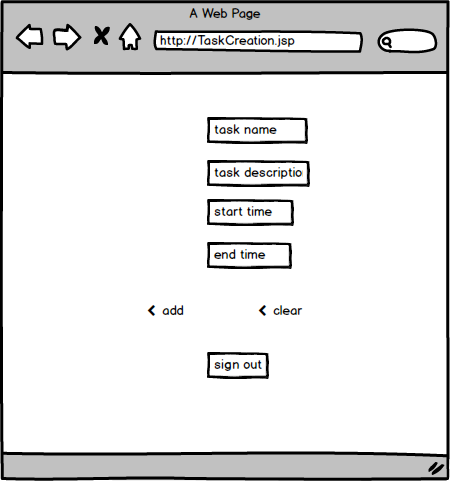 A Web Page
http://TaskCreation.jsp
task name
task descriptio
start time
end time
add clear
sign out